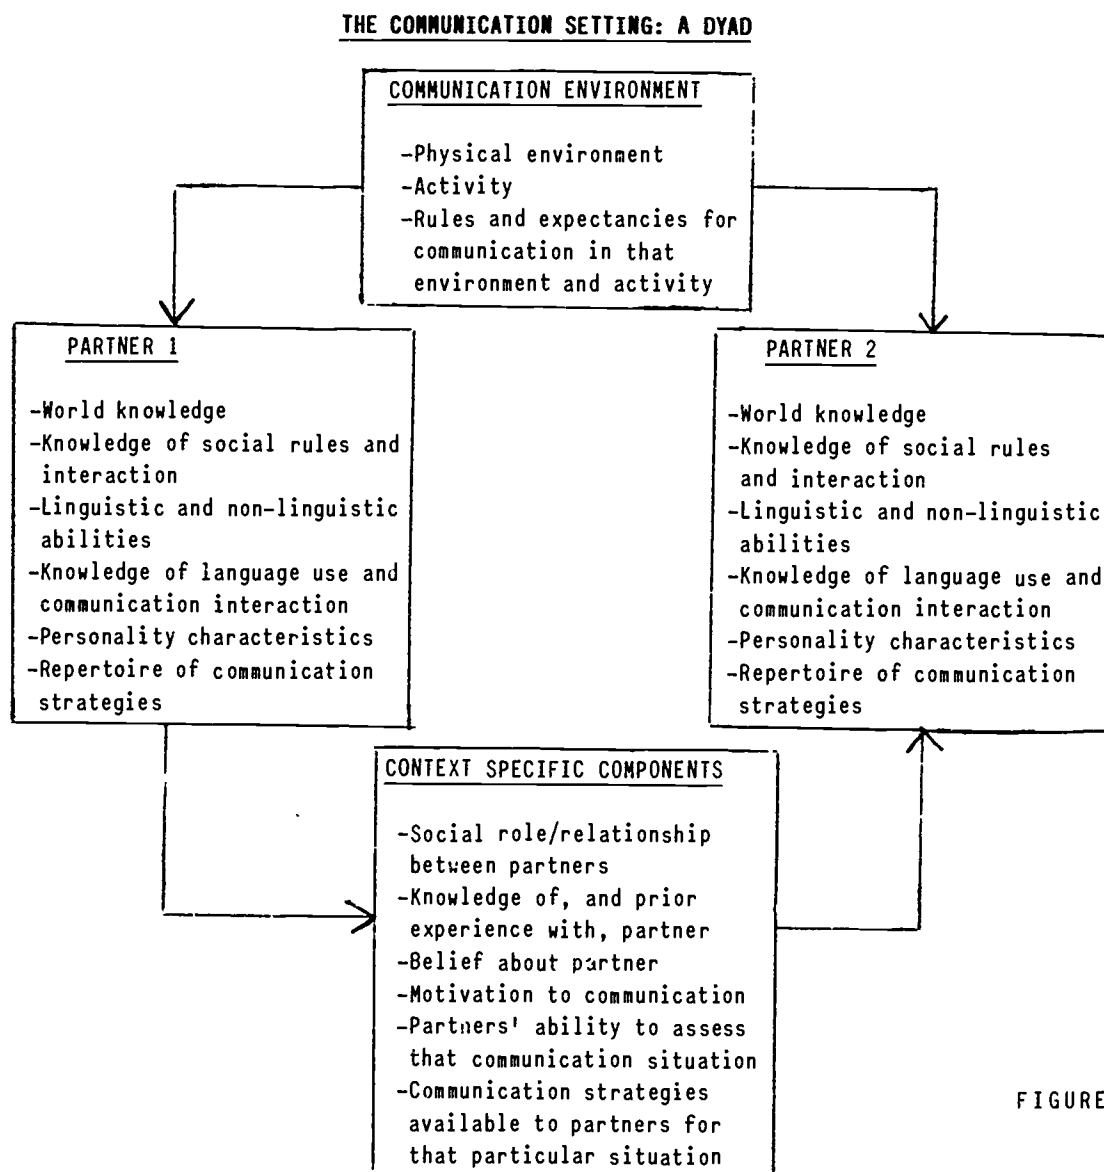 THE COMMUNICATION SETTING: A DYAD
COMMUNICATION ENVIRONMENT
-Physical environment
-Activity
-Rules and expectancies for
communication in that
environment and activity
PARTNER 1
-World knowledge
-Knowledge of social rules and
interaction
-Linguistic and non-linguistic
abilities
-Knowledge of language use and
communication interaction
-Personality characteristics
-Repertoire of communication
strategies
PARTNER 2
-World knowledge
-Knowledge of social rules
and interaction
-Linguistic and non-linguistic
abilities
-Knowledge of language use and
communication interaction
-Personality characteristics
-Repertoire of communication
strategies
CONTEXT SPECIFIC COMPONENTS
-Social role/relationship
between partners
-Knowledge of, and prior
experience with, partner
-Belief about partner
-Motivation to communication
-Partners' ability to assess
that communication situation
-Communication strategies
available to partners for
that particular situation
FIGURE